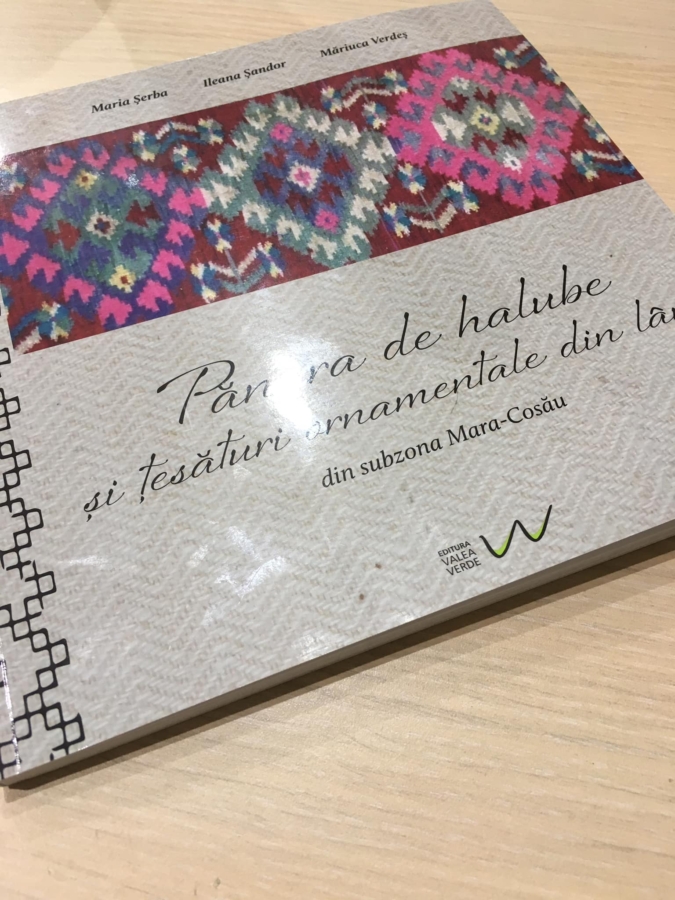 Maria Șerba Ileana Șandor Măriuca Verdeș
de halube
și țesături ornamentale din
din subzona Mara-Cosău
EDITURA
VALEA
VERDE